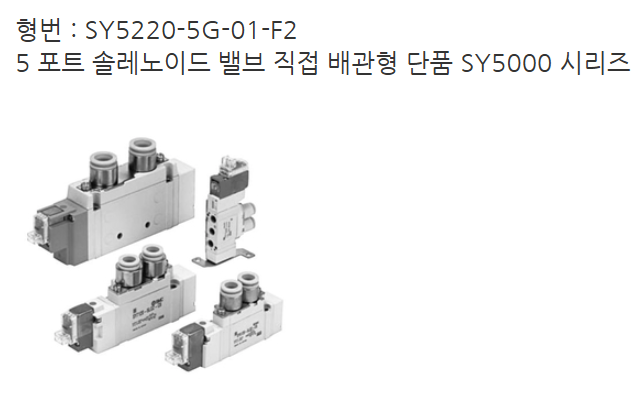 형번 : SY5220-5G-01-F2
5 포트 솔레노이드 밸브 직접 배관형 단품 SY5000 시리즈